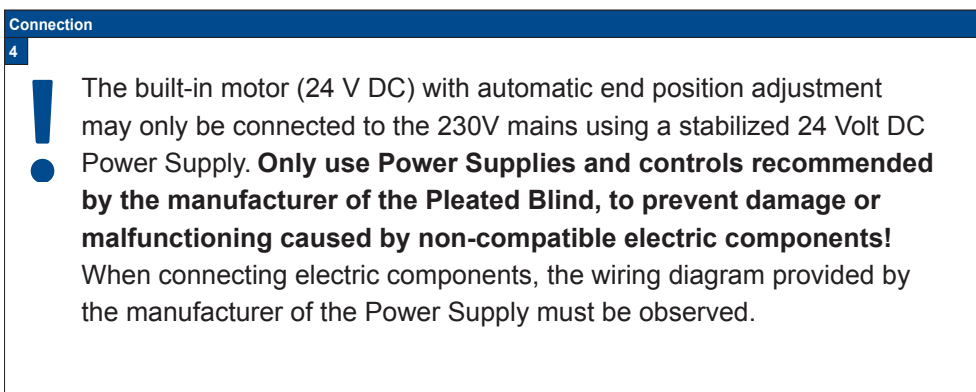 Connection
4
The built-in motor (24 V DC) with automatic end position adjustment
may only be connected to the 230V mains using a stabilized 24 Volt DC
Power Supply. Only use Power Supplies and controls recommended
by the manufacturer of the Pleated Blind, to prevent damage or
malfunctioning caused by non-compatible electric components!
When connecting electric components, the wiring diagram provided by
the manufacturer of the Power Supply must be observed.